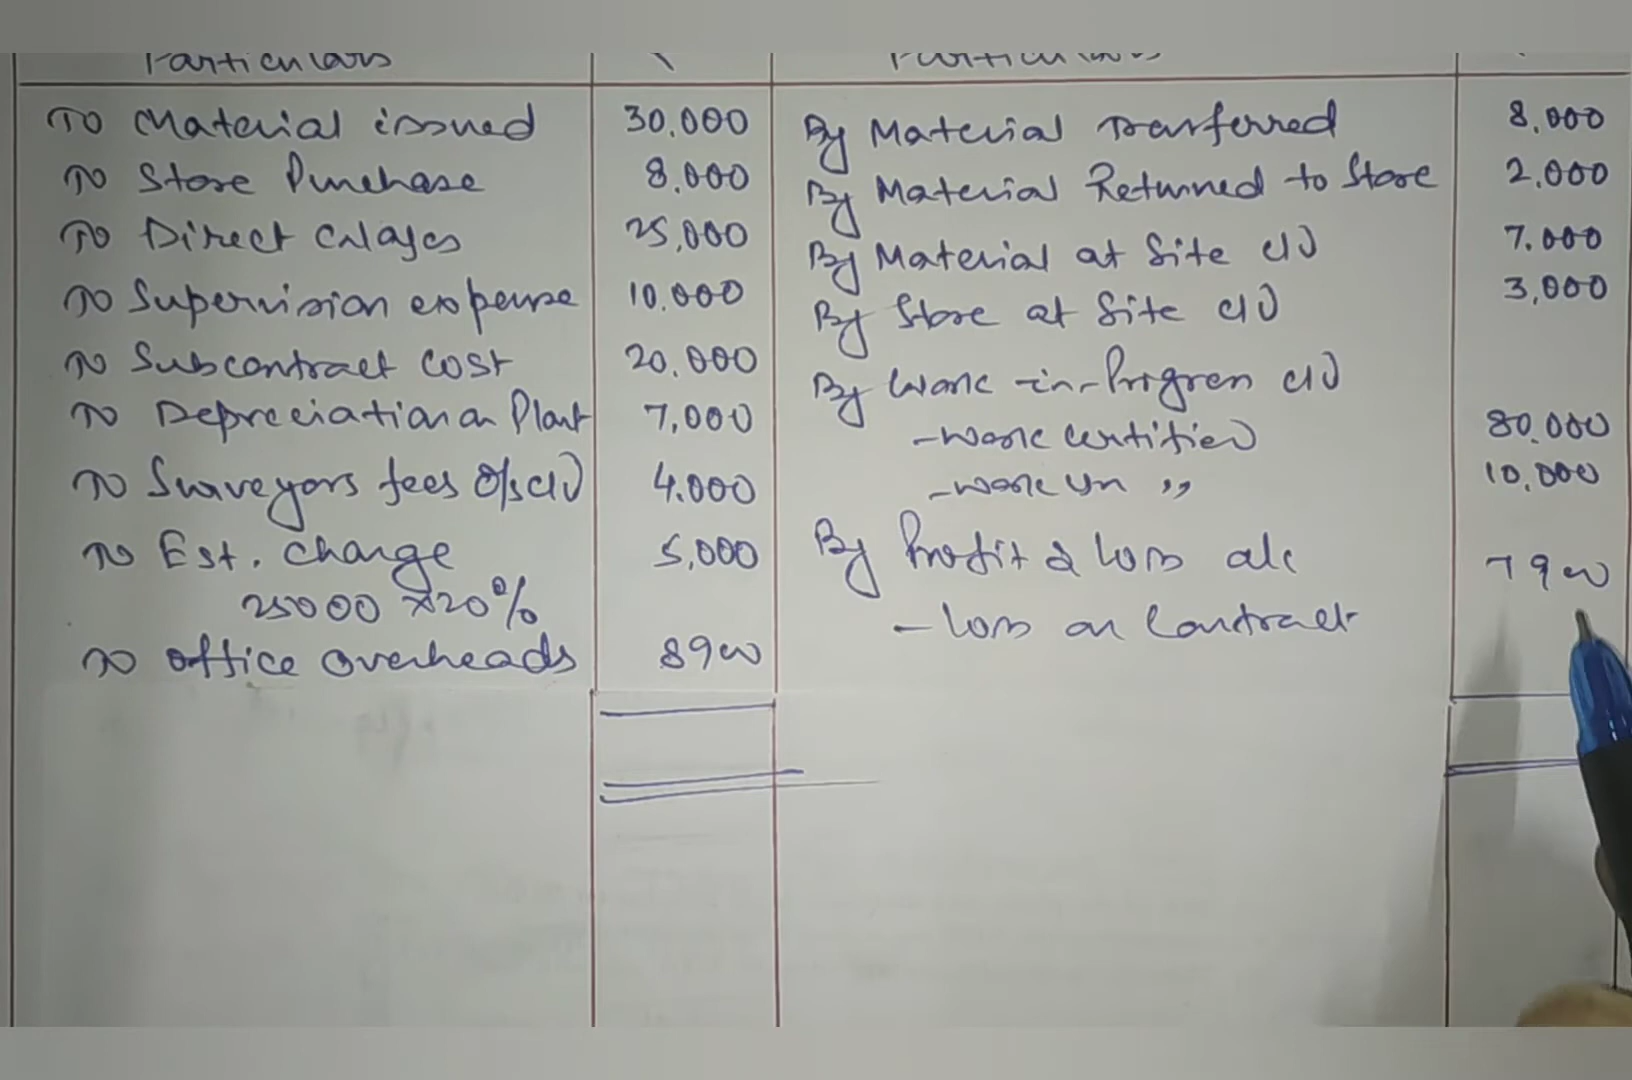 Particulars Particulars
To Material issued 30,000 By Material Transferred 8,000
To Store Purchase 8,000 By Material Returned to Store 2,000
To Direct Wages 25,000 By Material at Site c/d 7,000
To Supervision expense 10,000 By Store at Site c/d 3,000
To Subcontract Cost 20,000 By Work-in-Progress c/d
To Depreciation on Plant 7,000 -Work Certified 80,000
To Surveyors fees o/s c/d 4,000 -Work Un ,, 10,000
To Est. Charge 5,000 By Profit & Loss a/c 7900
25000 x 20% - Loss on Contract
To Office overheads 8900